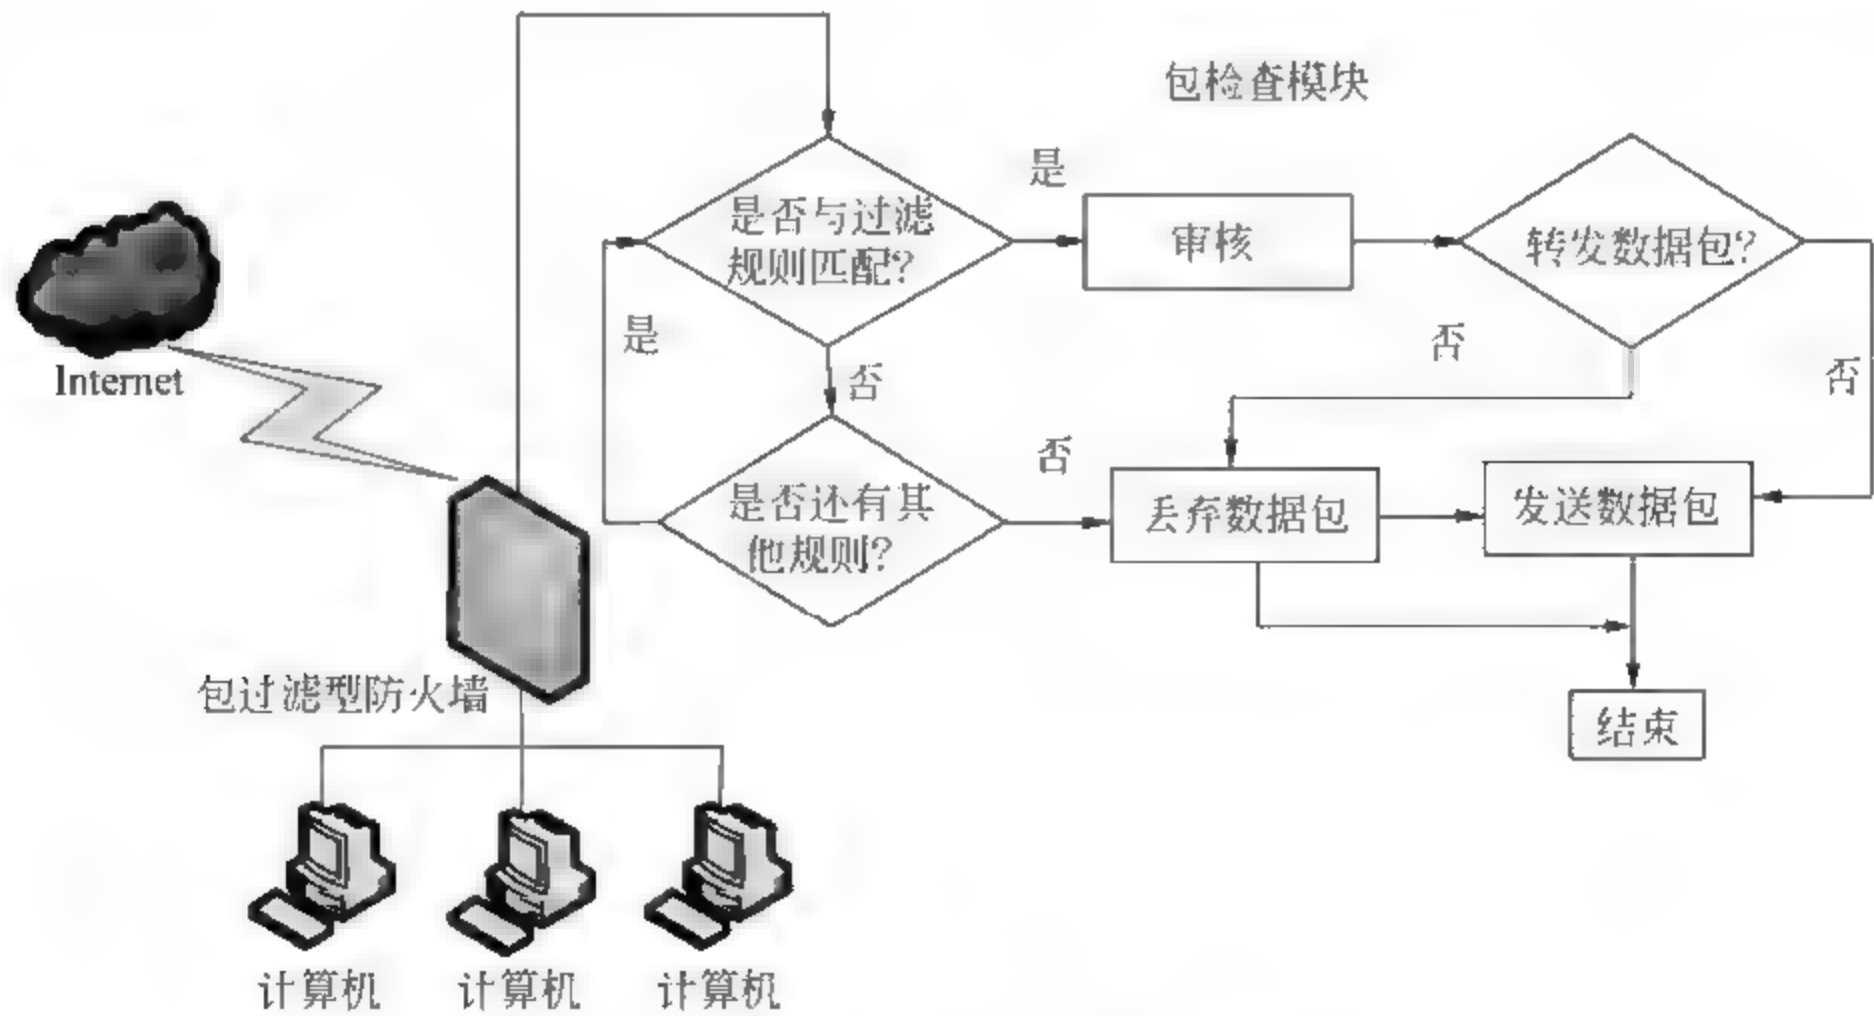 包检查模块
是
是否与过滤
规则匹配?
审核
转发数据包?
是
否
否
否
Internet
否
是否还有其
他规则?
丢弃数据包
发送数据包
包过滤型防火墙
结束
计算机
计算机
计算机